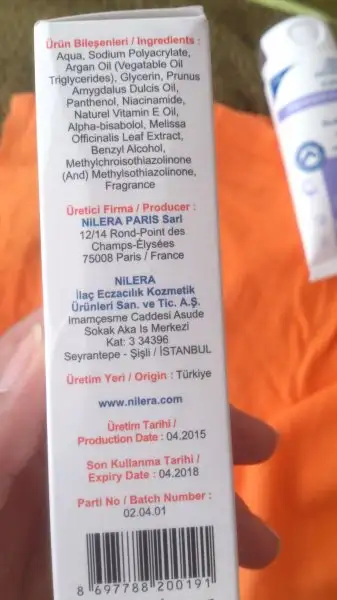 Ürün Bileşenleri / Ingredients :
Aqua, Sodium Polyacrylate,
Argan Oil (Vegatable Oil
Triglycerides), Glycerin, Prunus
Amygdalus Dulcis Oil,
Panthenol, Niacinamide,
Naturel Vitamin E Oil,
Alpha-bisabolol, Melissa
Officinalis Leaf Extract,
Benzyl Alcohol,
Methylchroisothiazolinone
(And) Methylsothiazolinone,
Fragrance
Üretici Firma / Producer :
NiLERA PARIS Sarl
12/14 Rond-Point des
Champs-Élysées
75008 Paris / France
NiLERA
İlaç Eczacılık Kozmetik
Ürünleri San. ve Tic. A.Ş.
Imamçesme Caddesi Asude
Sokak Aka Is Merkezi
Kat: 3 34396
Seyrantepe - Şişli / İSTANBUL
Üretim Yeri / Origin : Türkiye
www.nilera.com
Üretim Tarihi /
Production Date : 04.2015
Son Kullanma Tarihi /
Expiry Date : 04.2018
Parti No / Batch Number :
02.04.01
8 697788 200191